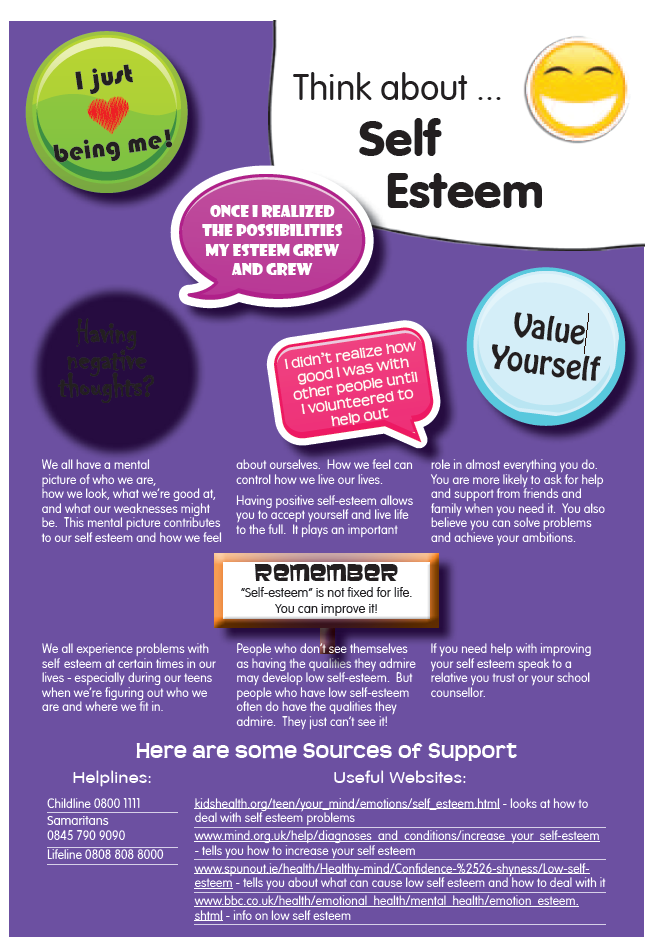 I just
being me!
Think about ...
Self
Esteem
ONCE I REALIZED
THE POSSIBILITIES
MY ESTEEM GREW
AND GREW
Having
negative
thoughts?
I didn't realize how
good I was with
other people until
I volunteered to
help out
Value
Yourself
We all have a mental
picture of who we are,
how we look, what we're good at,
and what our weaknesses might
be. This mental picture contributes
to our self esteem and how we feel
about ourselves. How we feel can
control how we live our lives.
Having positive self-esteem allows
you to accept yourself and live life
to the full. It plays an important
role in almost everything you do.
You are more likely to ask for help
and support from friends and
family when you need it. You also
believe you can solve problems
and achieve your ambitions.
REMEMBER
"Self-esteem" is not fixed for life.
You can improve it!
We all experience problems with
self esteem at certain times in our
lives - especially during our teens
when we're figuring out who we
are and where we fit in.
People who don't see themselves
as having the qualities they admire
may develop low self-esteem. But
people who have low self-esteem
often do have the qualities they
admire. They just can't see it!
If you need help with improving
your self esteem speak to a
relative you trust or your school
counsellor.
Here are some Sources of Support
Helplines:
Childline 0800 1111
Samaritans
0845 790 9090
Lifeline 0808 808 8000
Useful Websites:
kidshealth.org/teen/your_mind/emotions/self_esteem.html - looks at how to
deal with self esteem problems
www.mind.org.uk/help/diagnoses_and_conditions/increase_your_self-esteem
- tells you how to increase your self esteem
www.spunout.ie/health/Healthy-mind/Confidence-%2526-shyness/Low-self-
esteem - tells you about what can cause low self esteem and how to deal with it
www.bbc.co.uk/health/emotional_health/mental_health/emotion_esteem.
shtml - info on low self esteem